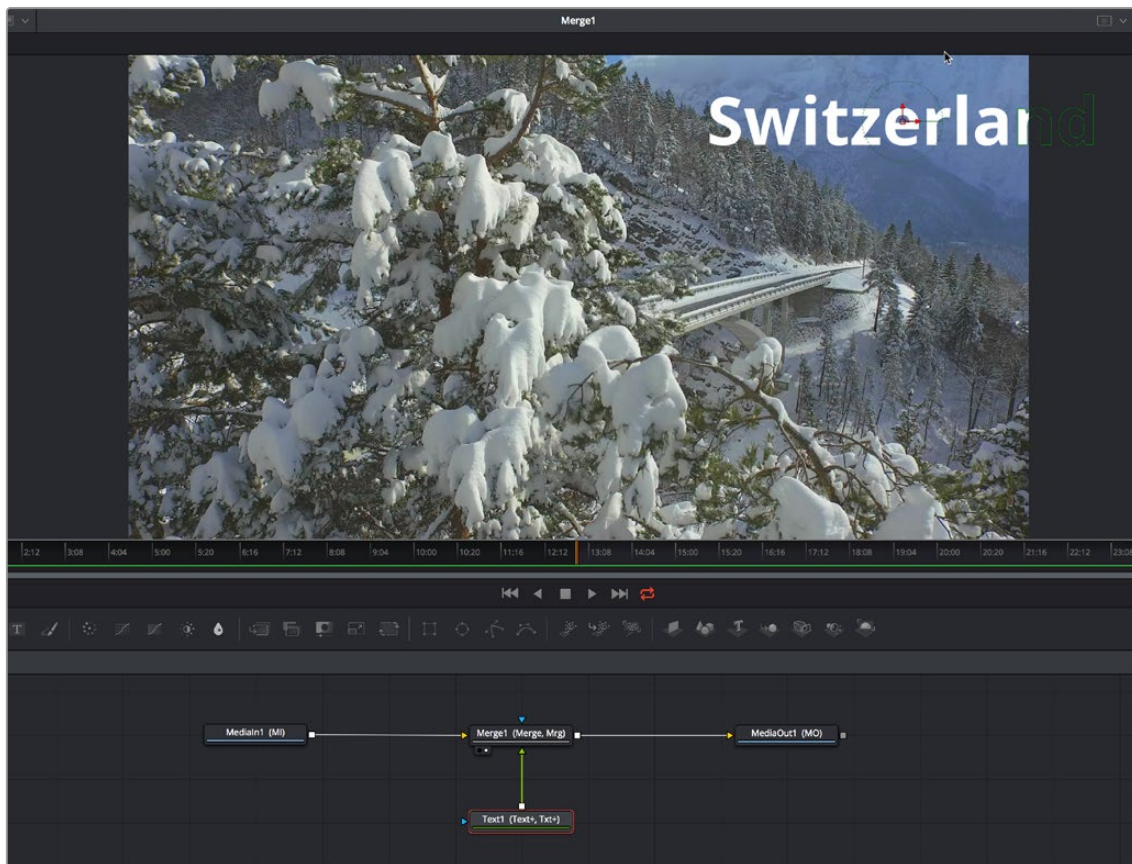 Merge1
Switzerland
2:12 3:08 4:04 5:00 5:20 6:16 7:12 8:08 9:04 10:00 10:20 11:16 12:12 13:08 14:04 15:00 15:20 16:16 17:12 18:08 19:04 20:00 20:20 21:16 22:12 23:08
T
MediaIn1 (MI)
Merge1 (Merge, Mrg)
MediaOut1 (MO)
Text1 (Text+, Txt+)